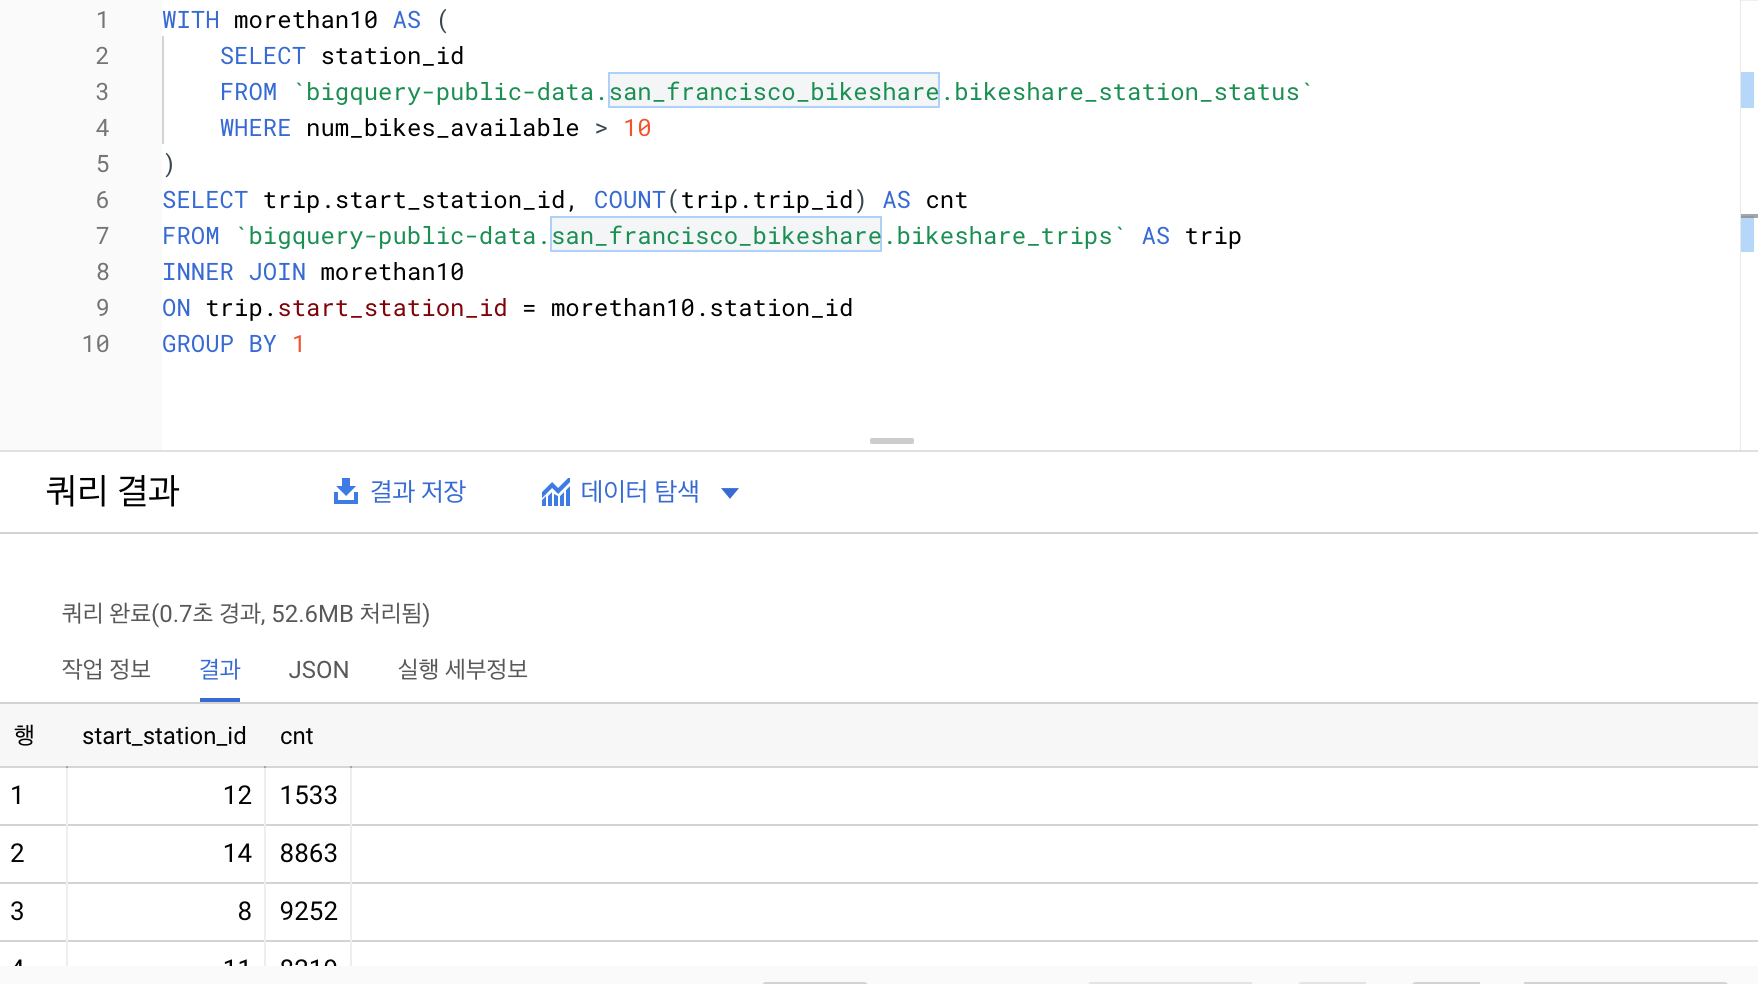 1 WITH morethan10 AS (
2 SELECT station_id
3 FROM `bigquery-public-data.san_francisco_bikeshare.bikeshare_station_status`
4 WHERE num_bikes_available > 10
5 )
6 SELECT trip.start_station_id, COUNT(trip.trip_id) AS cnt
7 FROM `bigquery-public-data.san_francisco_bikeshare.bikeshare_trips` AS trip
8 INNER JOIN morethan10
9 ON trip.start_station_id = morethan10.station_id
10 GROUP BY 1
쿼리 결과 결과 저장 데이터 탐색
쿼리 완료(0.7초 경과, 52.6MB 처리됨)
작업 정보 결과 JSON 실행 세부정보
행 start_station_id cnt
1 12 1533
2 14 8863
3 8 9252